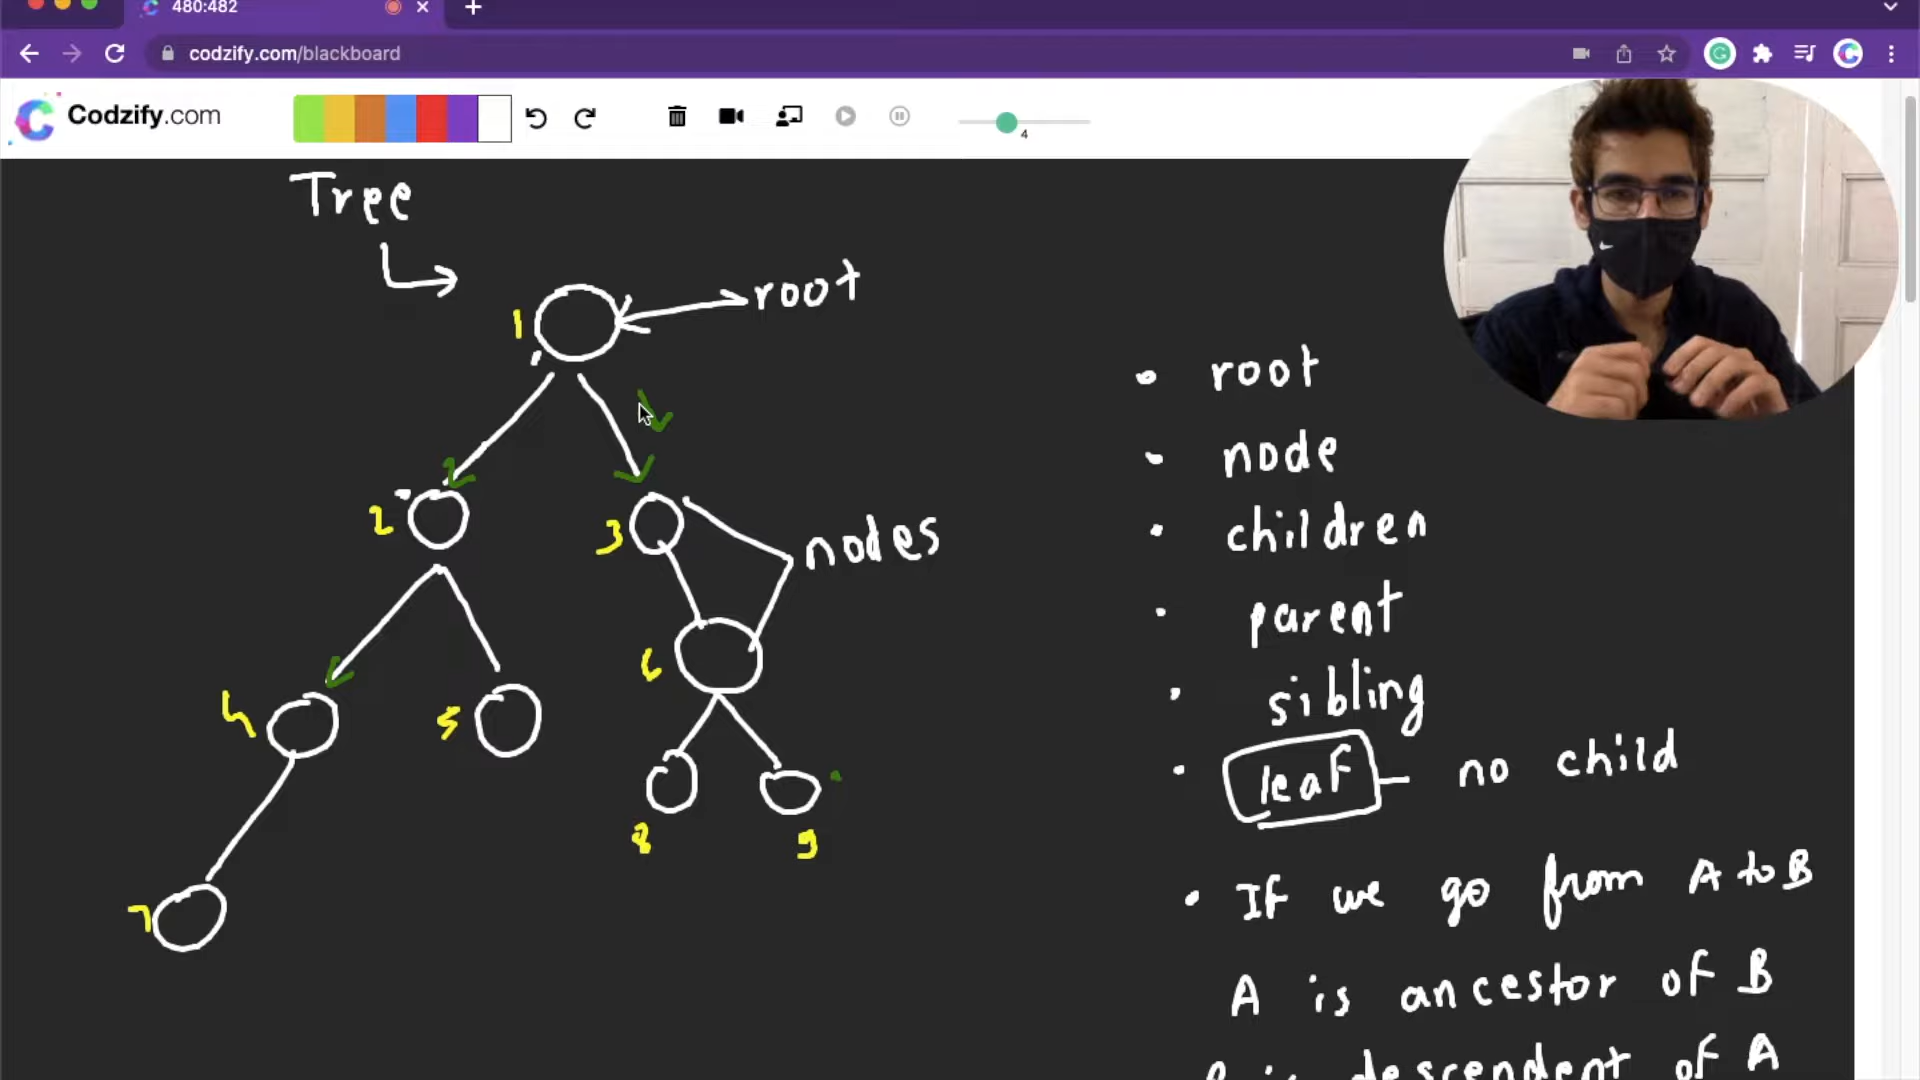 480:482
codzify.com/blackboard
Codzify.com
4
Tree
root
1
root
node
2
3
nodes
children
parent
6
sibling
4
5
leaf - no child
8
9
If we go from A to B
7
A is ancestor of B
is descendent of A